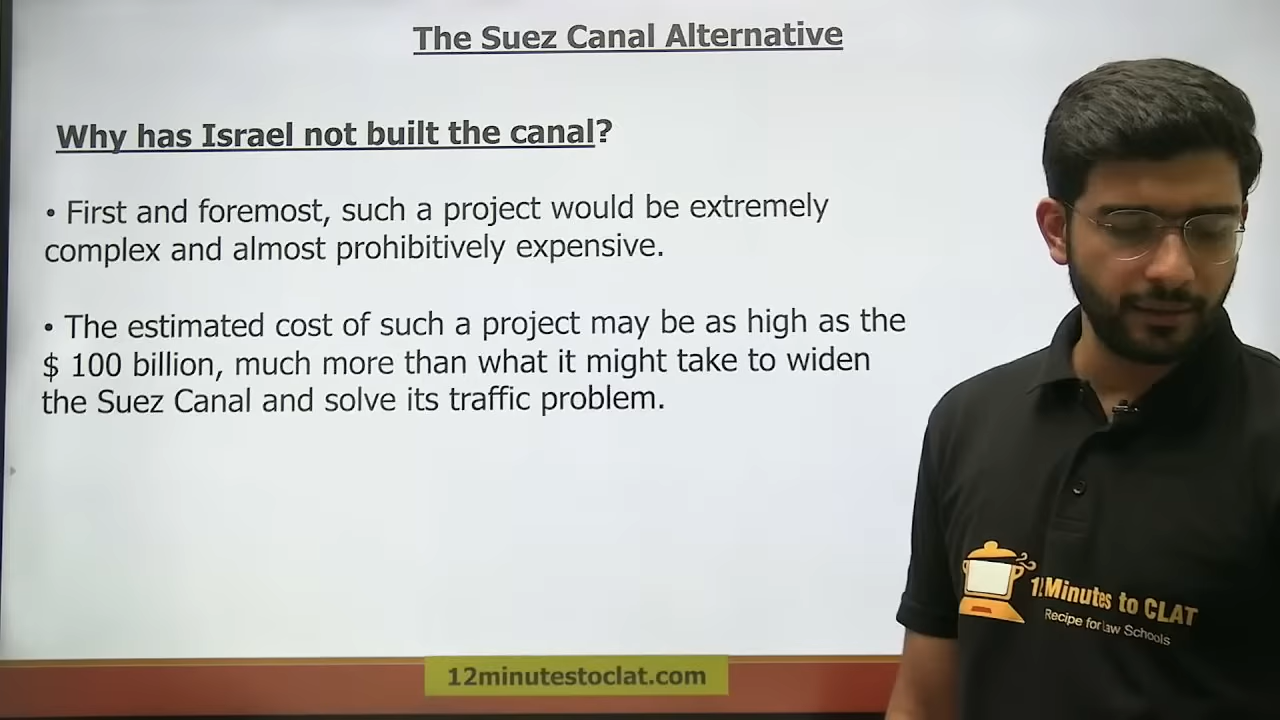 The Suez Canal Alternative
Why has Israel not built the canal?
• First and foremost, such a project would be extremely
complex and almost prohibitively expensive.
• The estimated cost of such a project may be as high as the
$ 100 billion, much more than what it might take to widen
the Suez Canal and solve its traffic problem.
12Minutes to CLAT
Recipe for Law Schools
12minutestoclat.com